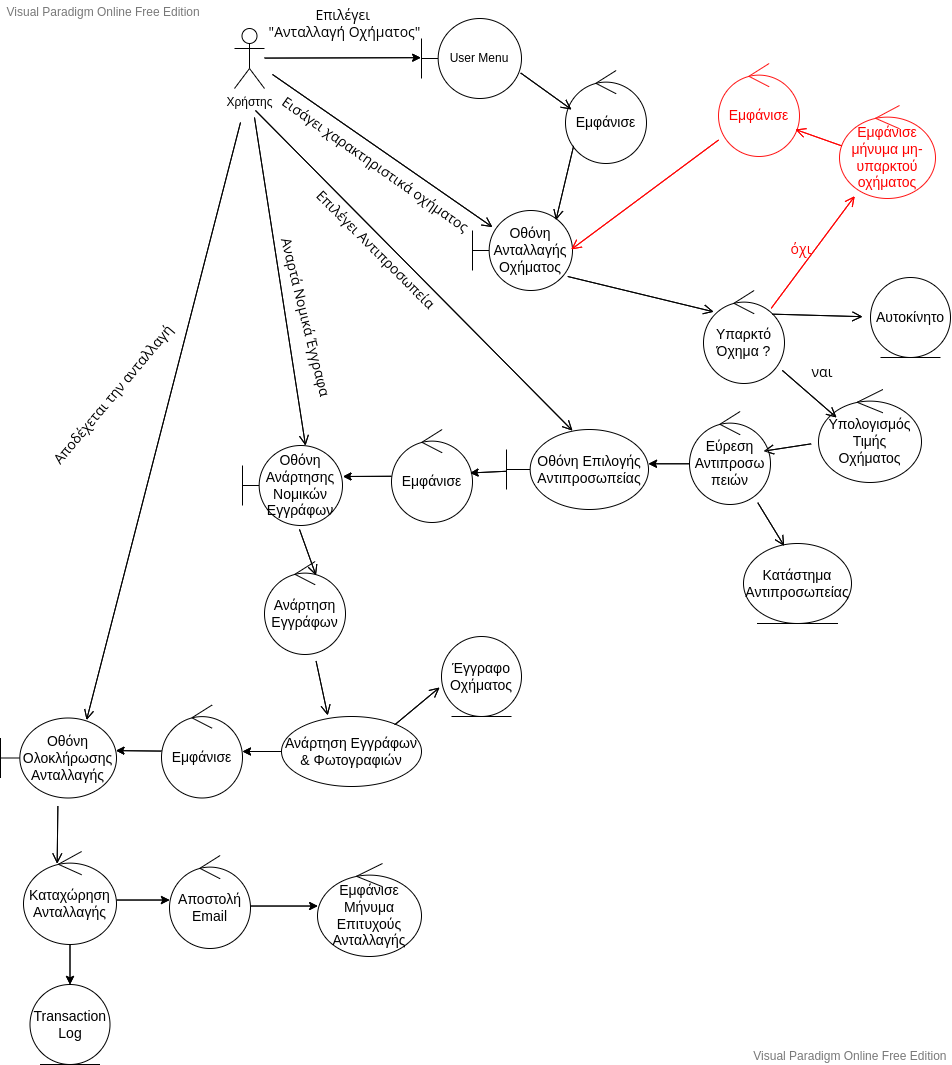 Visual Paradigm Online Free Edition
Επιλέγει
"Ανταλλαγή Οχήματος"
User Menu
Χρήστης
Εμφάνισε
Εμφάνισε
Εμφάνισε
μήνυμα μη-
υπαρκτού
οχήματος
Εισάγει χαρακτηριστικά οχήματος
Επιλέγει Αντιπροσωπεία
Αναρτά Νομικά Έγγραφα
Αποδέχεται την ανταλλαγή
Οθόνη
Ανταλλαγής
Οχήματος
όχι
Υπαρκτό
Όχημα ?
Αυτοκίνητο
ναι
Υπολογισμός
Τιμής
Οχήματος
Εύρεση
Αντιπροσω
πειών
Οθόνη Επιλογής
Αντιπροσωπείας
Εμφάνισε
Οθόνη
Ανάρτησης
Νομικών
Εγγράφων
Κατάστημα
Αντιπροσωπείας
Ανάρτηση
Εγγράφων
Έγγραφο
Οχήματος
Ανάρτηση Εγγράφων
& Φωτογραφιών
Εμφάνισε
Οθόνη
Ολοκλήρωσης
Ανταλλαγής
Καταχώρηση
Ανταλλαγής
Αποστολή
Email
Εμφάνισε
Μήνυμα
Επιτυχούς
Ανταλλαγής
Transaction
Log
Visual Paradigm Online Free Edition